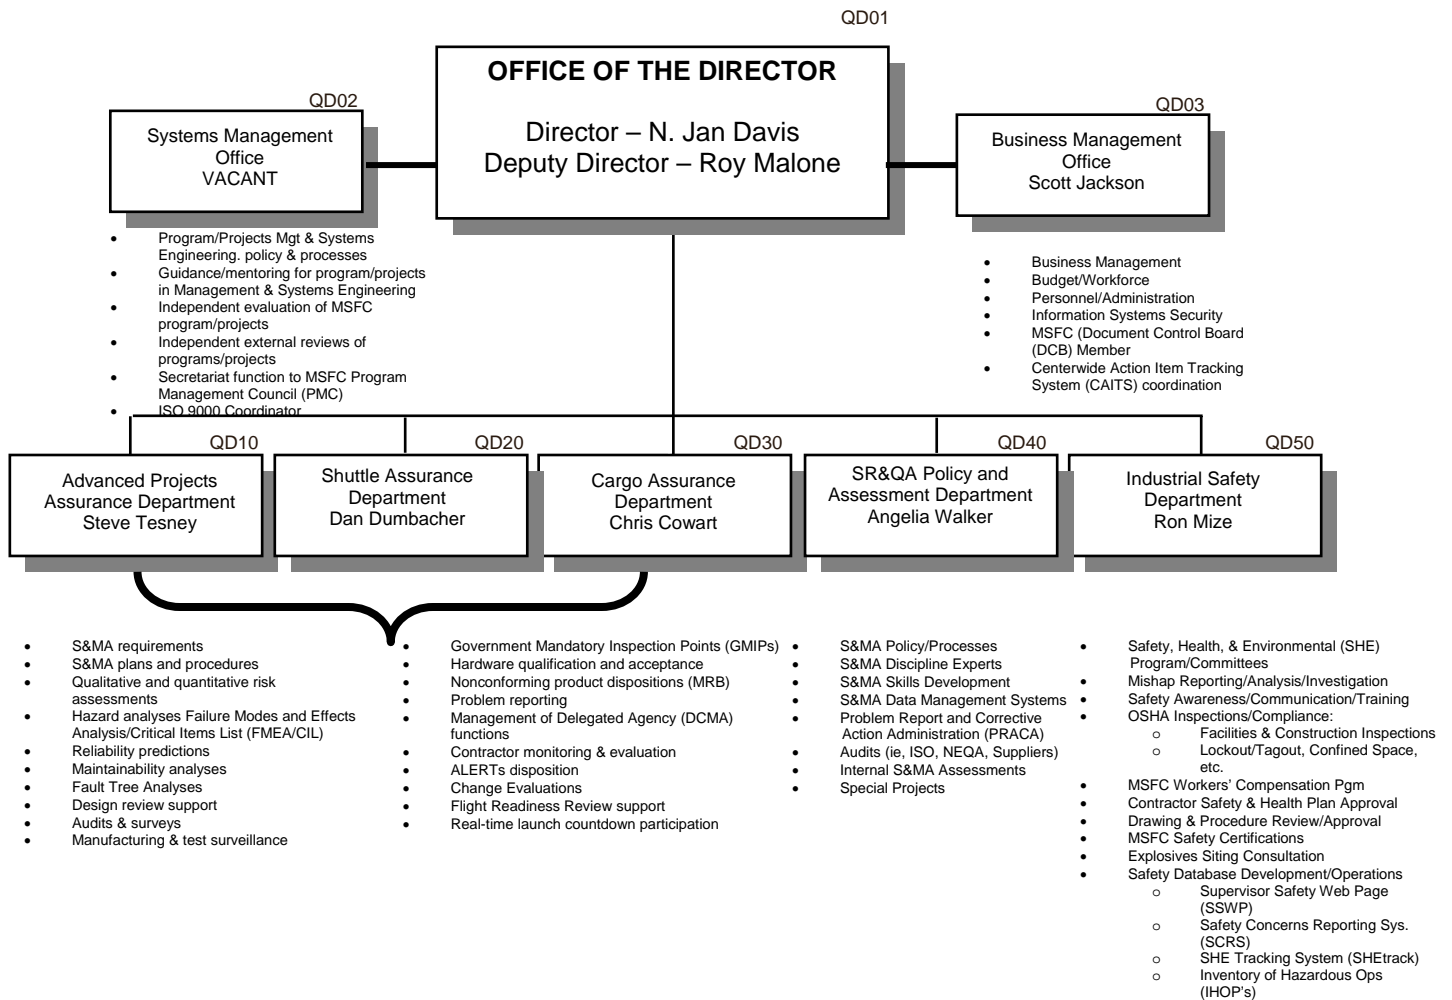 QD01
OFFICE OF THE DIRECTOR
Director – N. Jan Davis
Deputy Director – Roy Malone
QD02
Systems Management
Office
VACANT
• Program/Projects Mgt & Systems
Engineering. policy & processes
• Guidance/mentoring for program/projects
in Management & Systems Engineering
• Independent evaluation of MSFC
program/projects
• Independent external reviews of
programs/projects
• Secretariat function to MSFC Program
Management Council (PMC)
• ISO 9000 Coordinator
QD03
Business Management
Office
Scott Jackson
• Business Management
• Budget/Workforce
• Personnel/Administration
• Information Systems Security
• MSFC (Document Control Board
(DCB) Member
• Centerwide Action Item Tracking
System (CAITS) coordination
QD10
Advanced Projects
Assurance Department
Steve Tesney
QD20
Shuttle Assurance
Department
Dan Dumbacher
QD30
Cargo Assurance
Department
Chris Cowart
QD40
SR&QA Policy and
Assessment Department
Angelia Walker
QD50
Industrial Safety
Department
Ron Mize
• S&MA requirements
• S&MA plans and procedures
• Qualitative and quantitative risk
assessments
• Hazard analyses Failure Modes and Effects
Analysis/Critical Items List (FMEA/CIL)
• Reliability predictions
• Maintainability analyses
• Fault Tree Analyses
• Design review support
• Audits & surveys
• Manufacturing & test surveillance
• Government Mandatory Inspection Points (GMIPs)
• Hardware qualification and acceptance
• Nonconforming product dispositions (MRB)
• Problem reporting
• Management of Delegated Agency (DCMA)
functions
• Contractor monitoring & evaluation
• ALERTs disposition
• Change Evaluations
• Flight Readiness Review support
• Real-time launch countdown participation
• S&MA Policy/Processes
• S&MA Discipline Experts
• S&MA Skills Development
• S&MA Data Management Systems
• Problem Report and Corrective
Action Administration (PRACA)
• Audits (ie, ISO, NEQA, Suppliers)
• Internal S&MA Assessments
• Special Projects
• Safety, Health, & Environmental (SHE)
Program/Committees
• Mishap Reporting/Analysis/Investigation
• Safety Awareness/Communication/Training
• OSHA Inspections/Compliance:
o Facilities & Construction Inspections
o Lockout/Tagout, Confined Space,
etc.
• MSFC Workers' Compensation Pgm
• Contractor Safety & Health Plan Approval
• Drawing & Procedure Review/Approval
• MSFC Safety Certifications
• Explosives Siting Consultation
• Safety Database Development/Operations
o Supervisor Safety Web Page
(SSWP)
o Safety Concerns Reporting Sys.
(SCRS)
o SHE Tracking System (SHEtrack)
o Inventory of Hazardous Ops
(IHOP's)